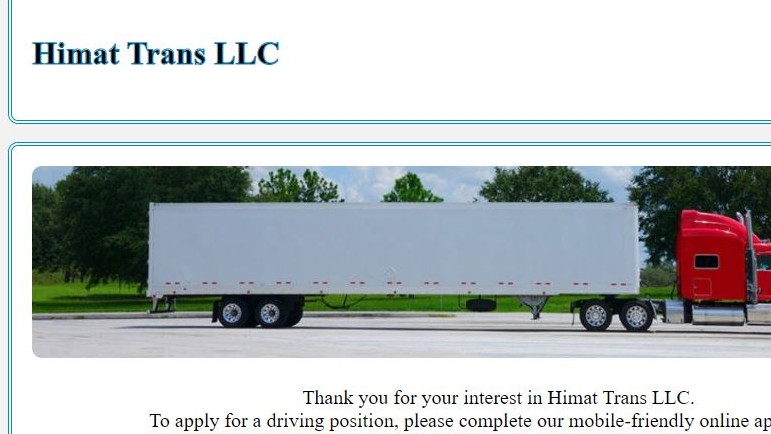 Himat Trans LLC
Thank you for your interest in Himat Trans LLC.
To apply for a driving position, please complete our mobile-friendly online ap